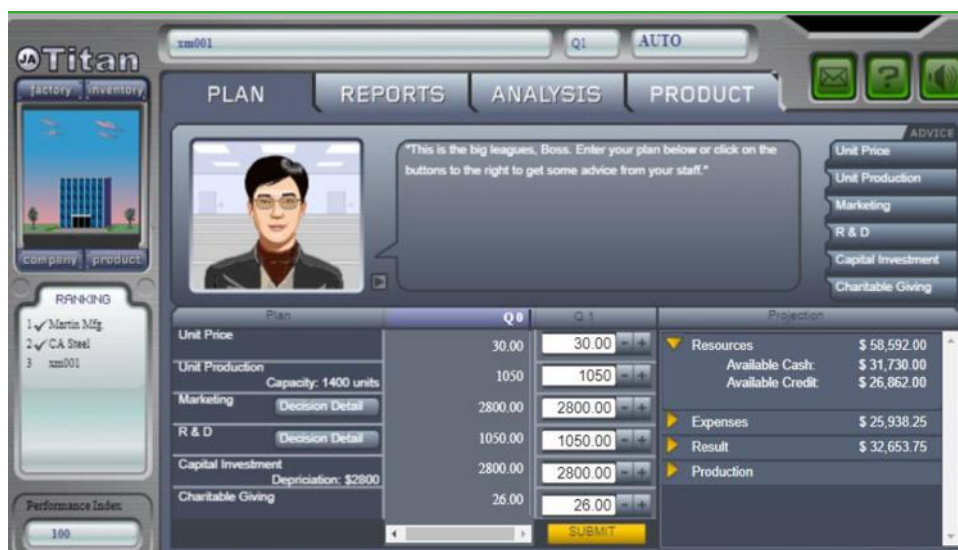 JA Titan
xm001
Q1
AUTO
factory
inventory
company
product
PLAN
REPORTS
ANALYSIS
PRODUCT
?
"This is the big leagues, Boss. Enter your plan below or click on the
buttons to the right to get some advice from your staff."
ADVICE
Unit Price
Unit Production
Marketing
R & D
Capital Investment
Charitable Giving
RANKING
1 Martin Mfg.
2 CA Steel
3 xm001
Performance Index
100
Plan Q0 Q 1
Unit Price 30.00 30.00 - +
Unit Production
Capacity: 1400 units 1050 1050 - +
Marketing Decision Detail 2800.00 2800.00 - +
R & D Decision Detail 1050.00 1050.00 - +
Capital Investment
Depriciation: $2800 2800.00 2800.00 - +
Charitable Giving 26.00 26.00 - +
SUBMIT
Projection
Resources $ 58,592.00
Available Cash: $ 31,730.00
Available Credit: $ 26,862.00
Expenses $ 25,938.25
Result $ 32,653.75
Production